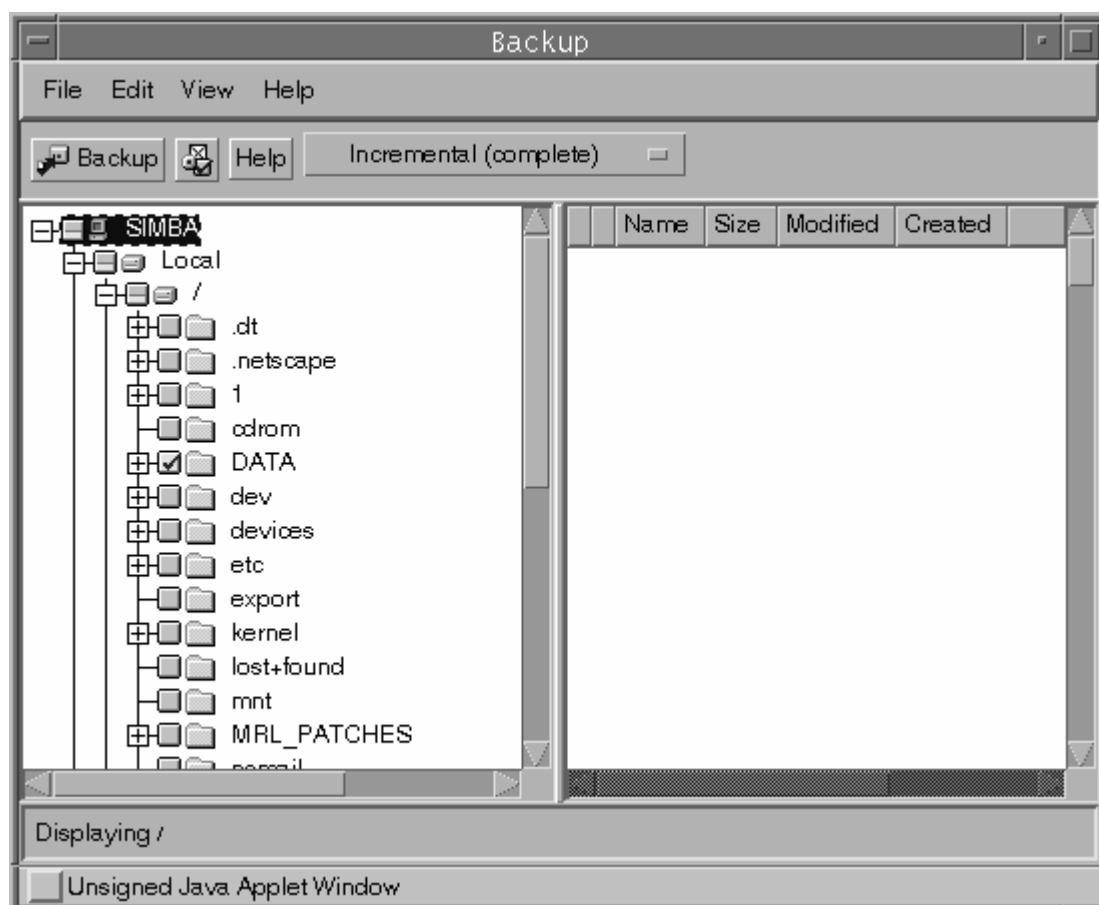 Backup
File Edit View Help
Backup Help Incremental (complete)
SIMBA
Name Size Modified Created
Local
/
.dt
.netscape
1
cdrom
DATA
dev
devices
etc
export
kernel
lost+found
mnt
MRL_PATCHES
Displaying /
Unsigned Java Applet Window